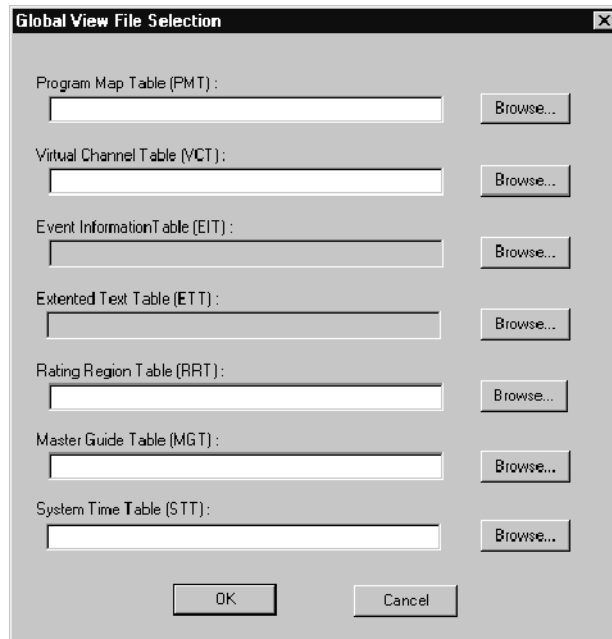 Global View File Selection
Program Map Table (PMT) :
Browse...
Virtual Channel Table (VCT) :
Browse...
Event InformationTable (EIT) :
Browse...
Extented Text Table (ETT) :
Browse...
Rating Region Table (RRT) :
Browse...
Master Guide Table (MGT) :
Browse...
System Time Table (STT) :
Browse...
OK
Cancel